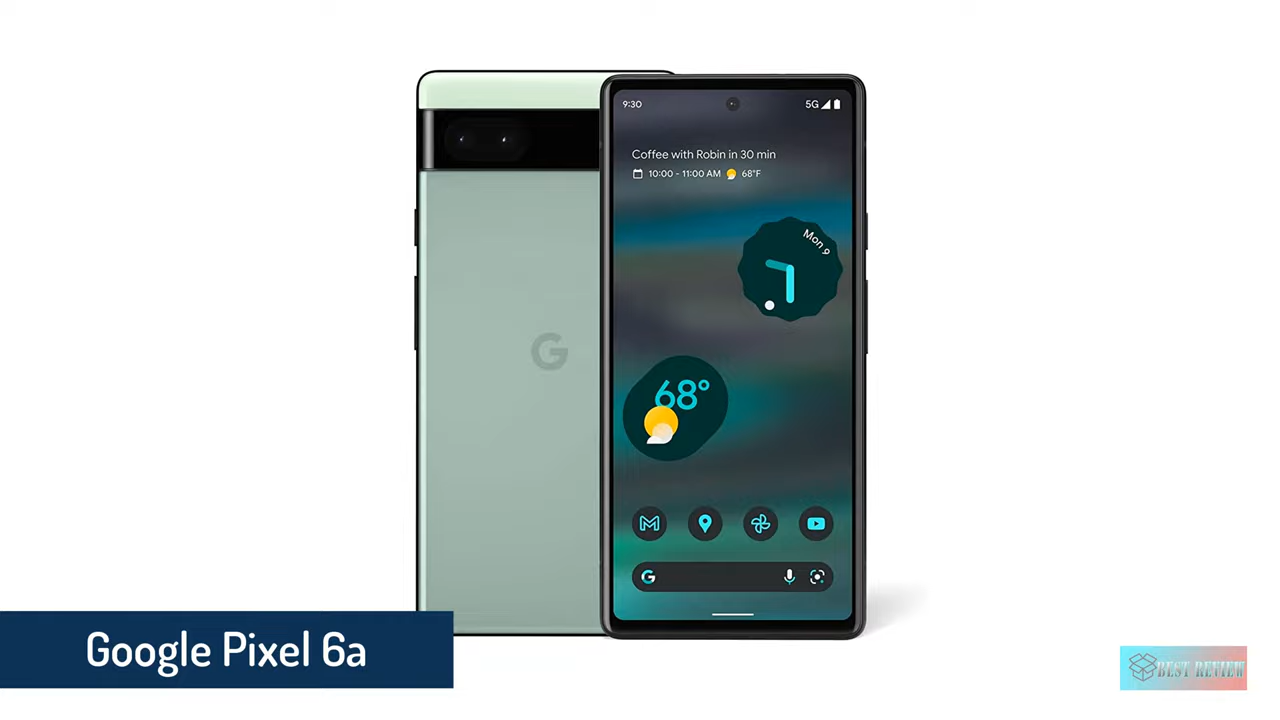 9:30
5G
Coffee with Robin in 30 min
10:00 - 11:00 AM 68°F
Mon 9
68°
G
G
Google Pixel 6a
BEST REVIEW